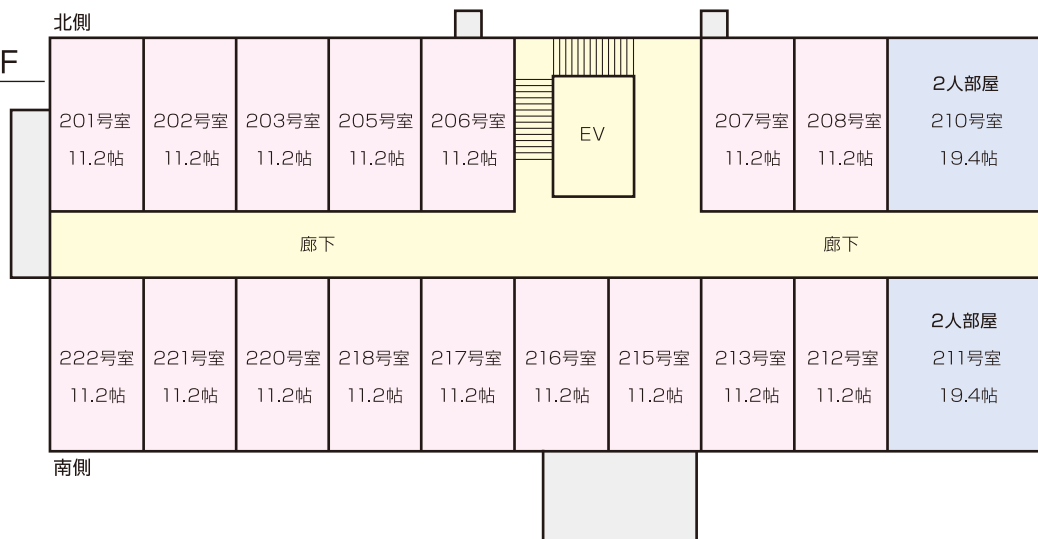 北側
F
201号室
11.2帖
202号室
11.2帖
203号室
11.2帖
205号室
11.2帖
206号室
11.2帖
EV
207号室
11.2帖
208号室
11.2帖
2人部屋
210号室
19.4帖
廊下
廊下
222号室
11.2帖
221号室
11.2帖
220号室
11.2帖
218号室
11.2帖
217号室
11.2帖
216号室
11.2帖
215号室
11.2帖
213号室
11.2帖
212号室
11.2帖
2人部屋
211号室
19.4帖
南側